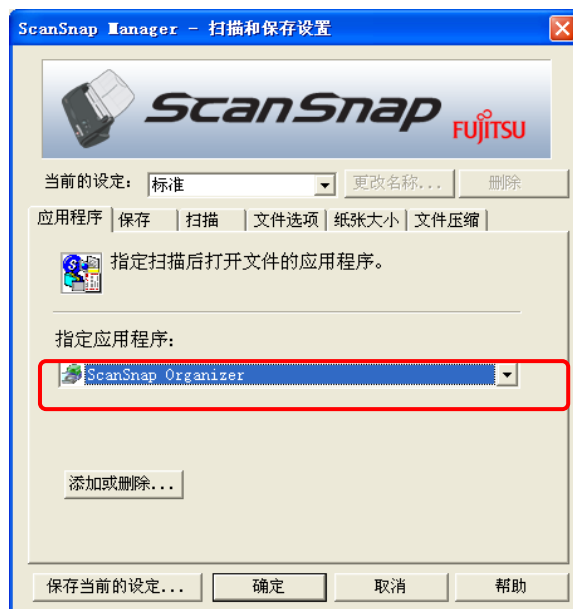 ScanSnap Manager - 扫描和保存设置
ScanSnap
FUJITSU
当前的设定: 标准 更改名称... 删除
应用程序 保存 扫描 文件选项 纸张大小 文件压缩
指定扫描后打开文件的应用程序。
指定应用程序:
ScanSnap Organizer
添加或删除...
保存当前的设定... 确定 取消 帮助